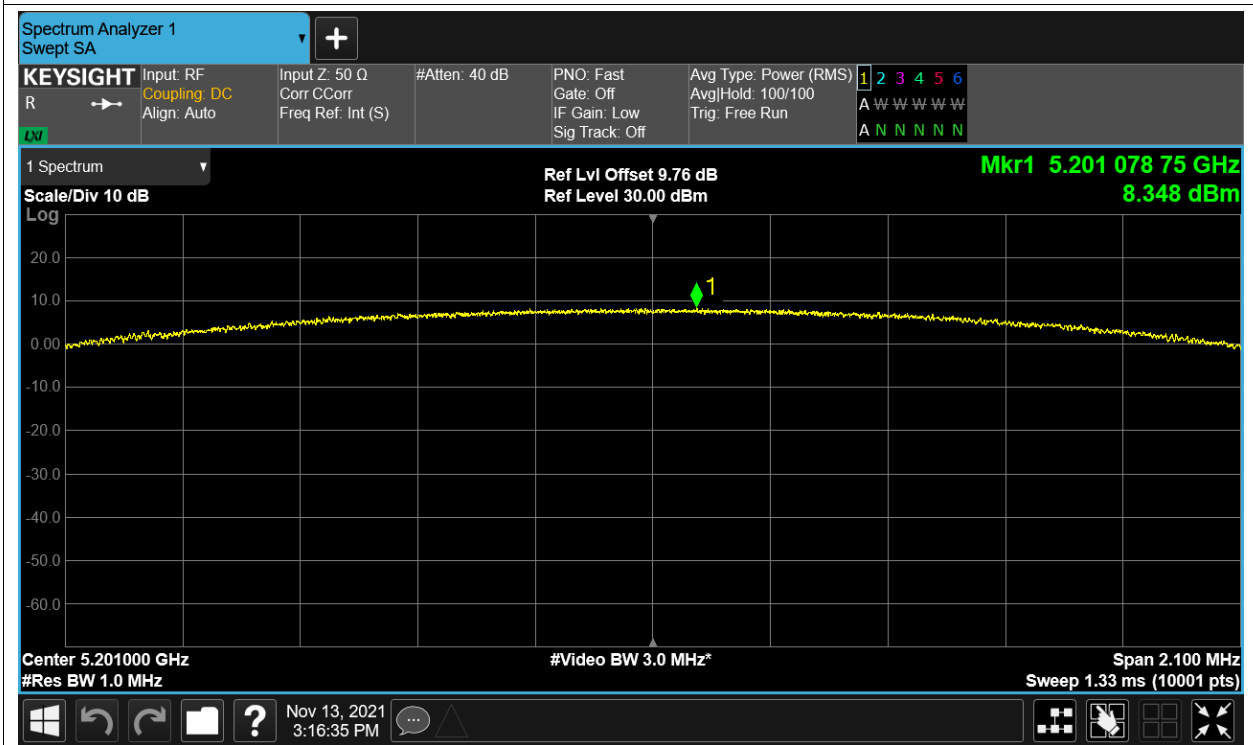 Spectrum Analyzer 1
Swept SA
+
KEYSIGHT
R
LXI
Input: RF
Coupling: DC
Align: Auto
Input Z: 50 Ω
Corr CCorr
Freq Ref: Int (S)
#Atten: 40 dB
PNO: Fast
Gate: Off
IF Gain: Low
Sig Track: Off
Avg Type: Power (RMS)
Avg|Hold: 100/100
Trig: Free Run
1 2 3 4 5 6
A W W W W W
A N N N N N
1 Spectrum
Scale/Div 10 dB
Ref Lvl Offset 9.76 dB
Ref Level 30.00 dBm
Mkr1 5.201 078 75 GHz
8.348 dBm
Log
20.0
10.0
0.00
-10.0
-20.0
-30.0
-40.0
-50.0
-60.0
1
Center 5.201000 GHz
#Res BW 1.0 MHz
#Video BW 3.0 MHz*
Span 2.100 MHz
Sweep 1.33 ms (10001 pts)
?
Nov 13, 2021
3:16:35 PM